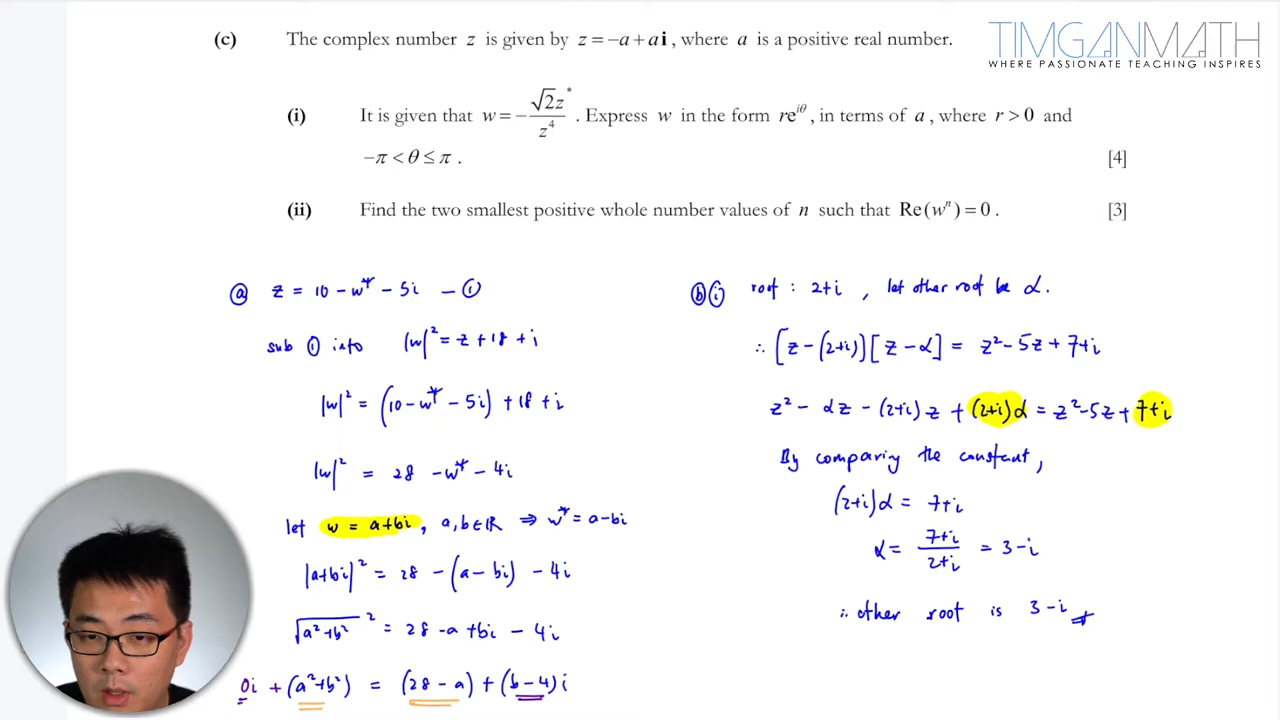 (c) The complex number z is given by z = −a + ai, where a is a positive real number.
TIMGANMATH
WHERE PASSIONATE TEACHING INSPIRES
(i) It is given that w = −√2z*/z⁴. Express w in the form re^{iθ}, in terms of a, where r > 0 and
−π < θ ≤ π. [4]
(ii) Find the two smallest positive whole number values of n such that Re(wⁿ) = 0. [3]
ⓐ z = 10 − w* − 5i — ①
sub ① into |w|² = z + 18 + i
|w|² = (10 − w* − 5i) + 18 + i
|w|² = 28 − w* − 4i
let w = a+bi, a,b∈ℝ ⇒ w* = a−bi
|a+bi|² = 28 − (a − bi) − 4i
√(a²+b²)² = 28 − a + bi − 4i
0i + (a²+b²) = (28 − a) + (b − 4)i
ⓑⓘ root : 2+i , let other root be α.
∴ [z − (2+i)][z − α] = z² − 5z + 7+i
z² − αz − (2+i)z + (2+i)α = z² − 5z + 7+i
By comparing the constant,
(2+i)α = 7+i
α = (7+i)/(2+i) = 3−i
∴ other root is 3−i